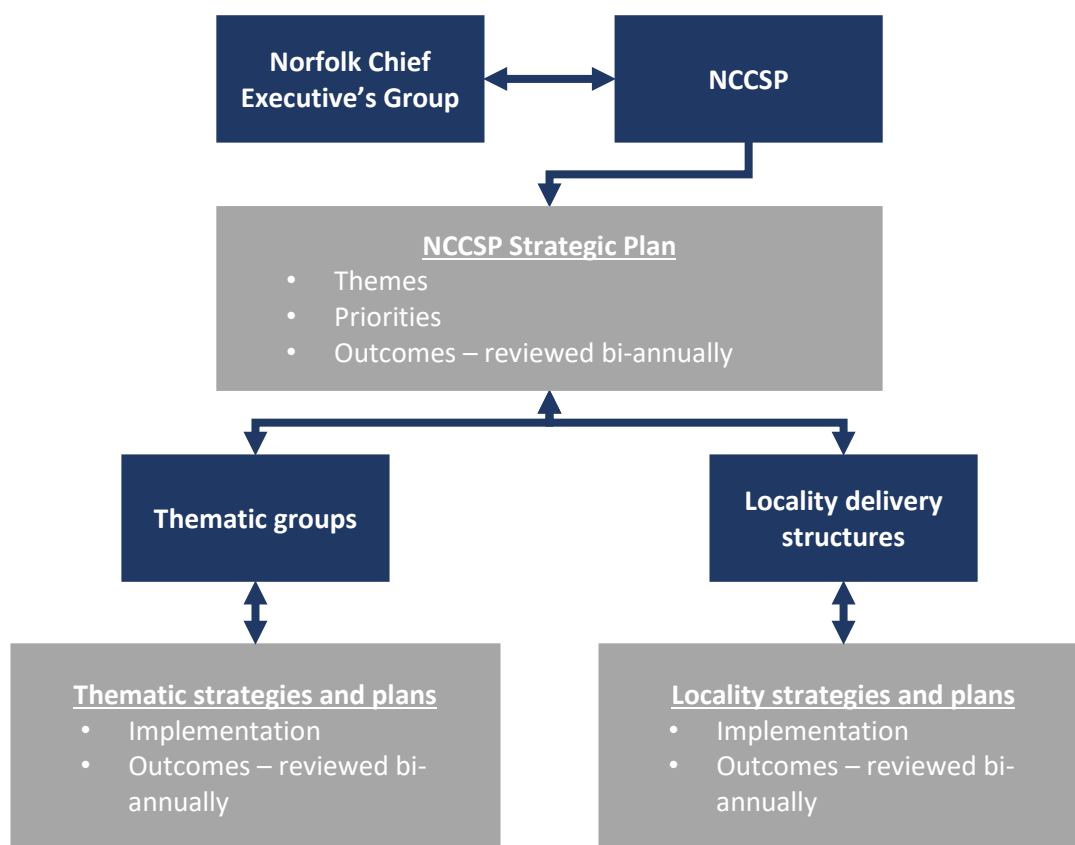 Norfolk Chief
Executive’s Group
NCCSP
NCCSP Strategic Plan
• Themes
• Priorities
• Outcomes – reviewed bi-annually
Thematic groups
Locality delivery
structures
Thematic strategies and plans
• Implementation
• Outcomes – reviewed bi-
annually
Locality strategies and plans
• Implementation
• Outcomes – reviewed bi-
annually